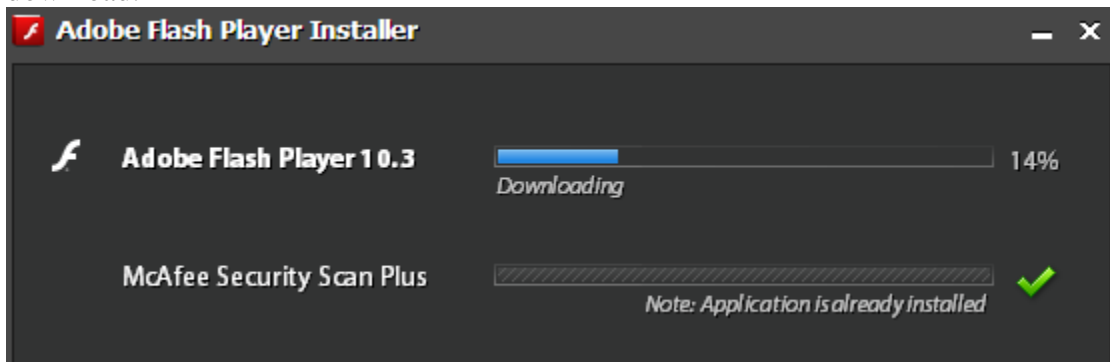 Adobe Flash Player Installer
Adobe Flash Player 10.3
14%
Downloading
McAfee Security Scan Plus
Note: Application is already installed